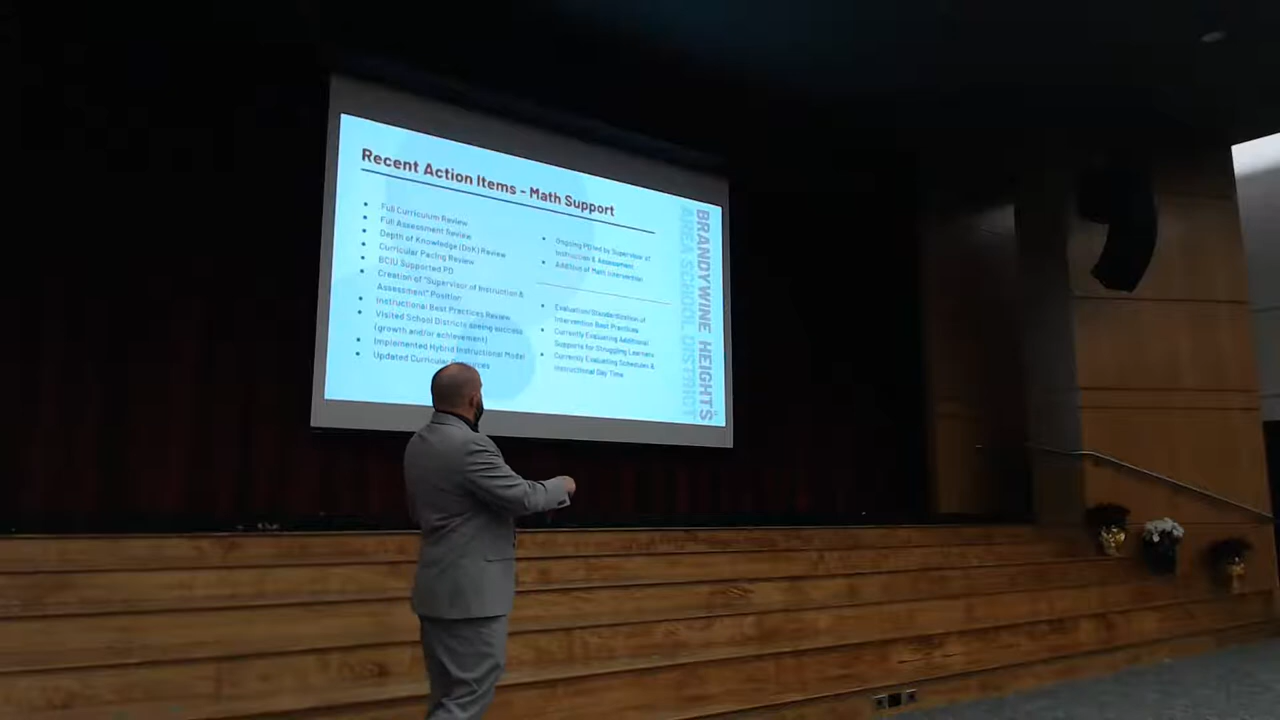 Recent Action Items - Math Support
Full Curriculum Review
Full Assessment Review
Depth of Knowledge (DoK) Review
Curricular Pacing Review
BCIU Supported PD
Creation of "Supervisor of Instruction &
Assessment" Position
Instructional Best Practices Review
Visited School Districts seeing success
(growth and/or achievement)
Implemented Hybrid Instructional Model
Updated Curricular Resources
Ongoing PD led by Supervisor of
Instruction & Assessment
Addition of Math Intervention
Evaluation/Standardization of
Intervention Best Practices
Currently Evaluating Additional
Supports for Struggling Learners
Currently Evaluating Schedules &
Instructional Day Time
BRANDYWINE HEIGHTS
AREA SCHOOL DISTRICT